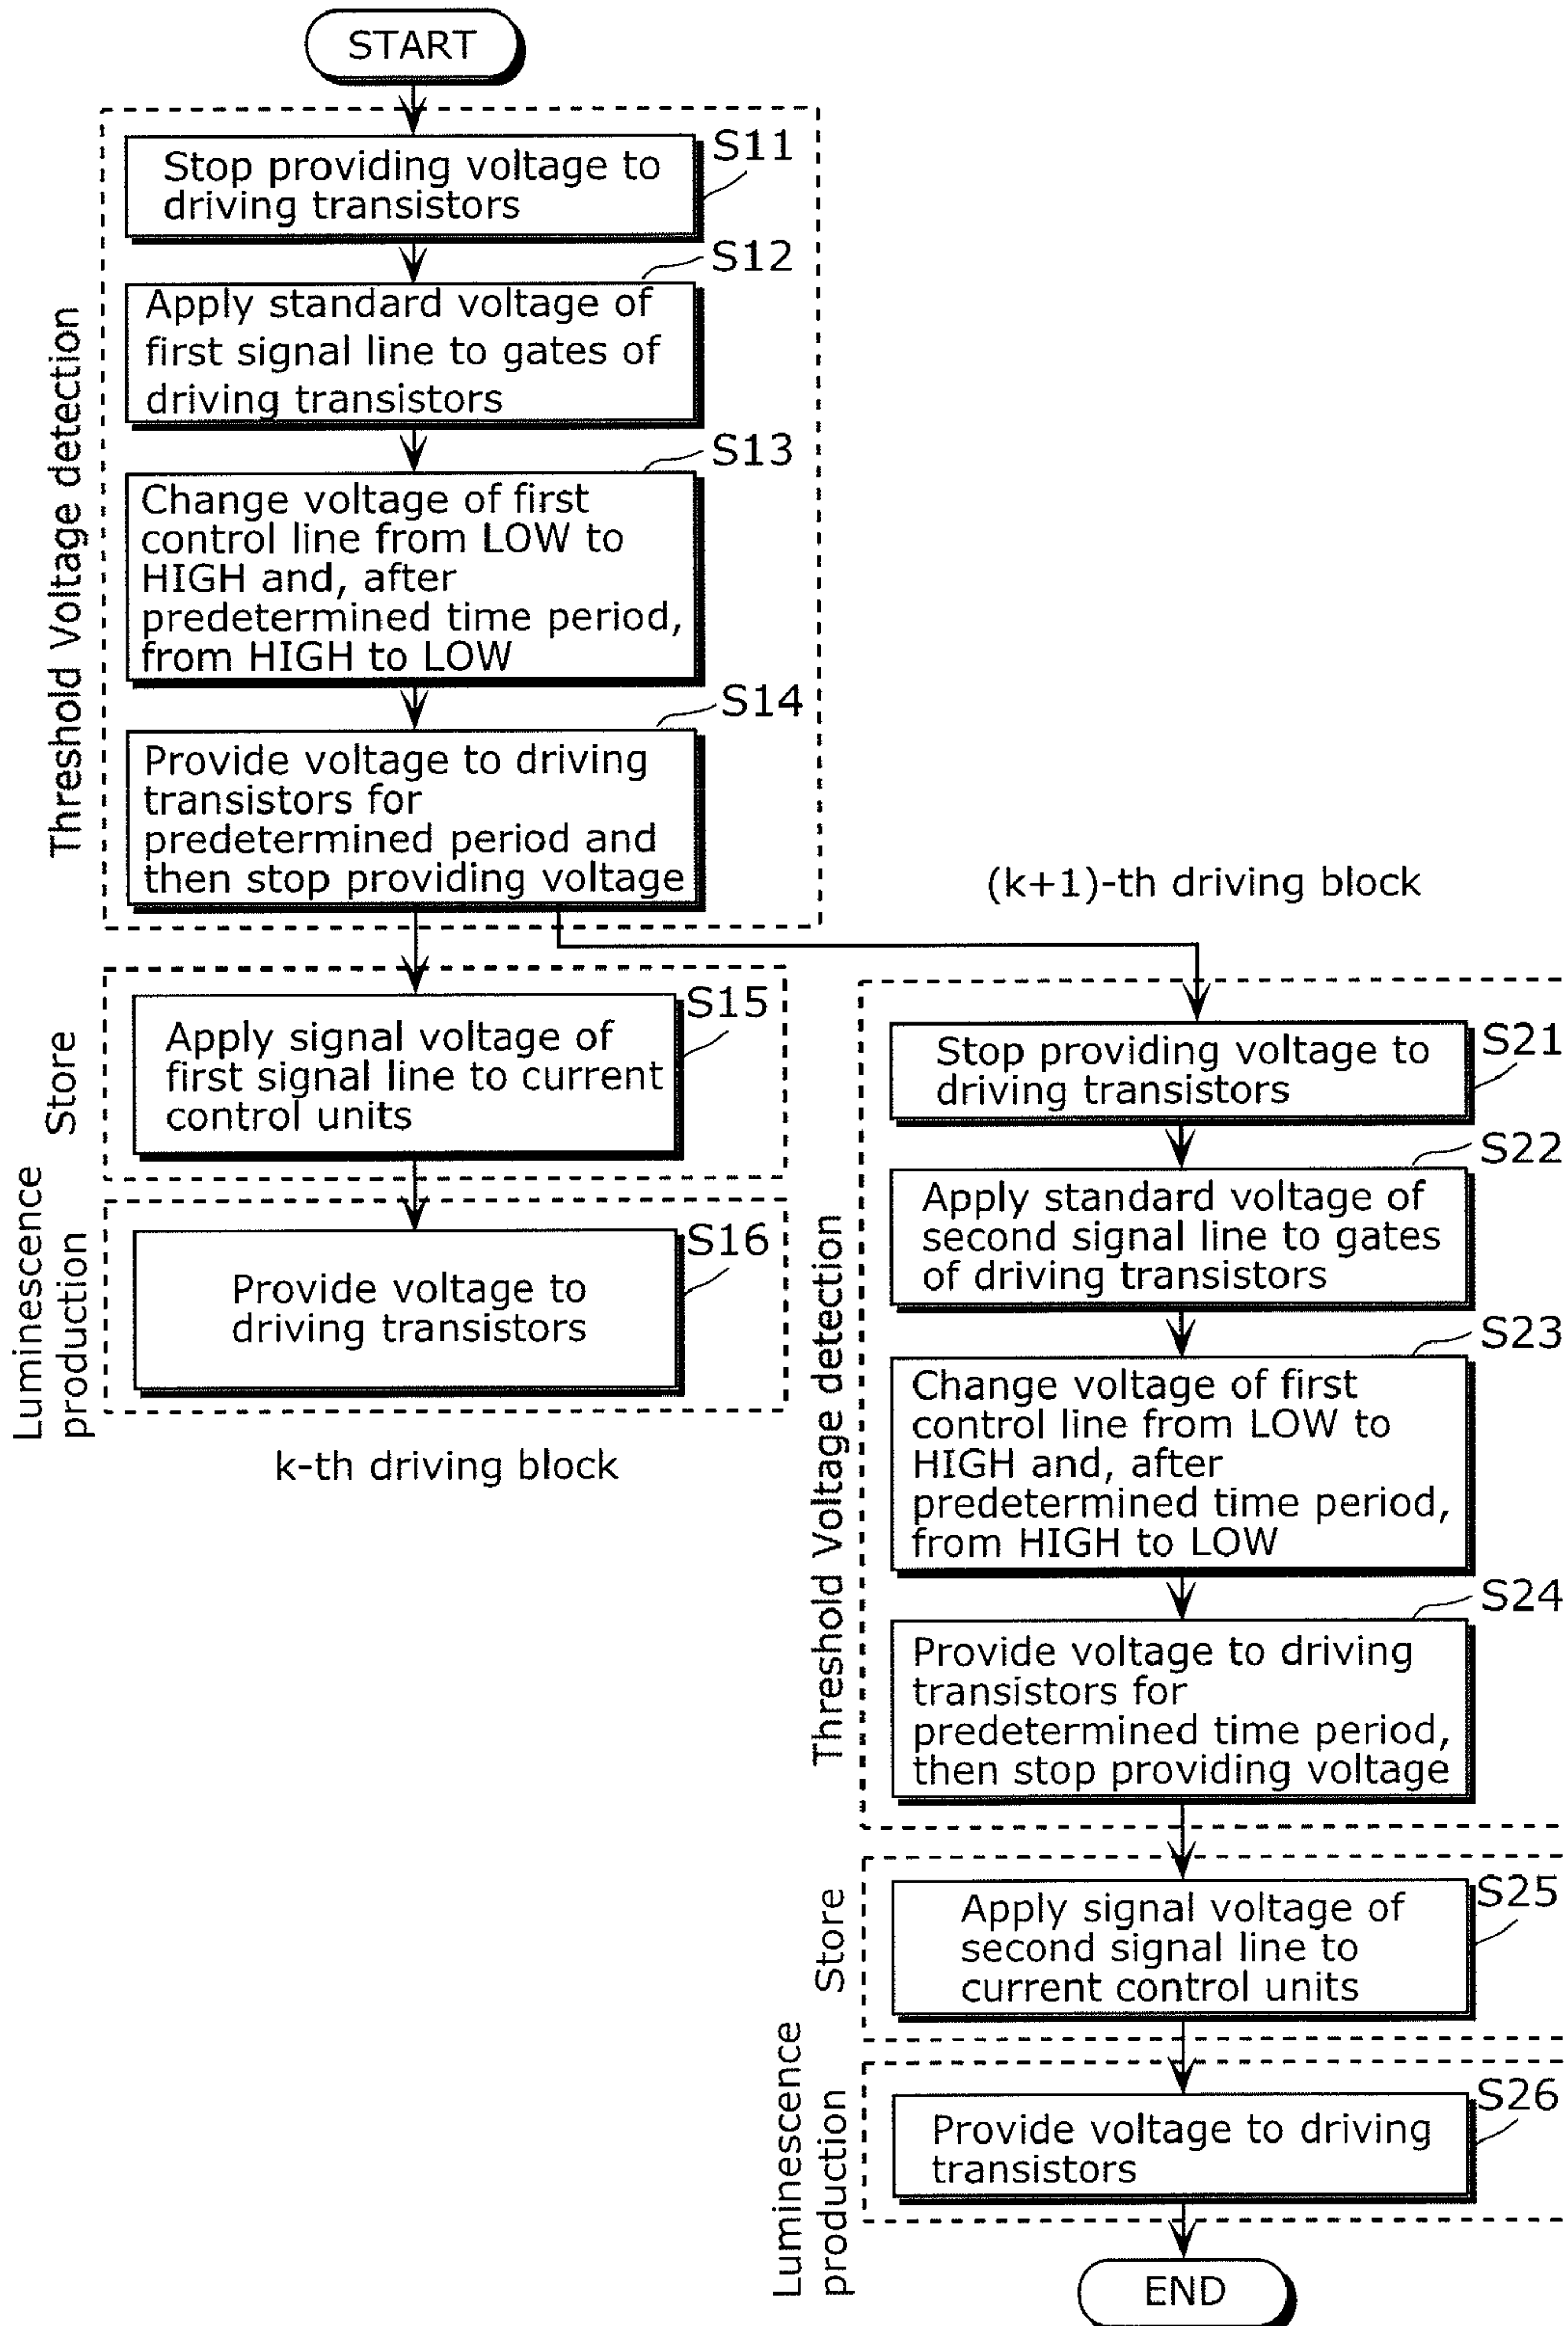 START
Threshold Voltage detection
S11
Stop providing voltage to
driving transistors
S12
Apply standard voltage of
first signal line to gates of
driving transistors
S13
Change voltage of first
control line from LOW to
HIGH and, after
predetermined time period,
from HIGH to LOW
S14
Provide voltage to driving
transistors for
predetermined period and
then stop providing voltage
Store
S15
Apply signal voltage of
first signal line to current
control units
Luminescence
production
S16
Provide voltage to
driving transistors
k-th driving block
(k+1)-th driving block
Threshold Voltage detection
S21
Stop providing voltage to
driving transistors
S22
Apply standard voltage of
second signal line to gates
of driving transistors
S23
Change voltage of first
control line from LOW to
HIGH and, after
predetermined time period,
from HIGH to LOW
S24
Provide voltage to driving
transistors for
predetermined time period,
then stop providing voltage
Store
S25
Apply signal voltage of
second signal line to
current control units
Luminescence
production
S26
Provide voltage to driving
transistors
END